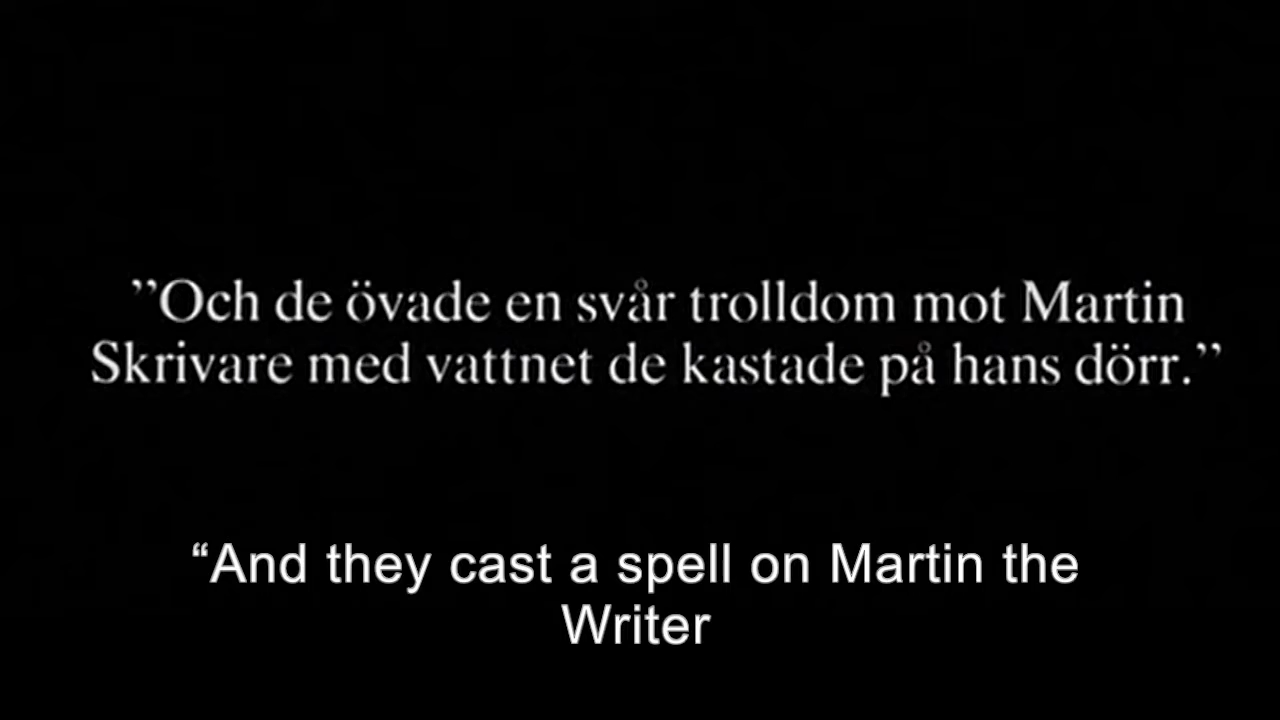 ”Och de övade en svår trolldom mot Martin
Skrivare med vattnet de kastade på hans dörr.”
“And they cast a spell on Martin the
Writer